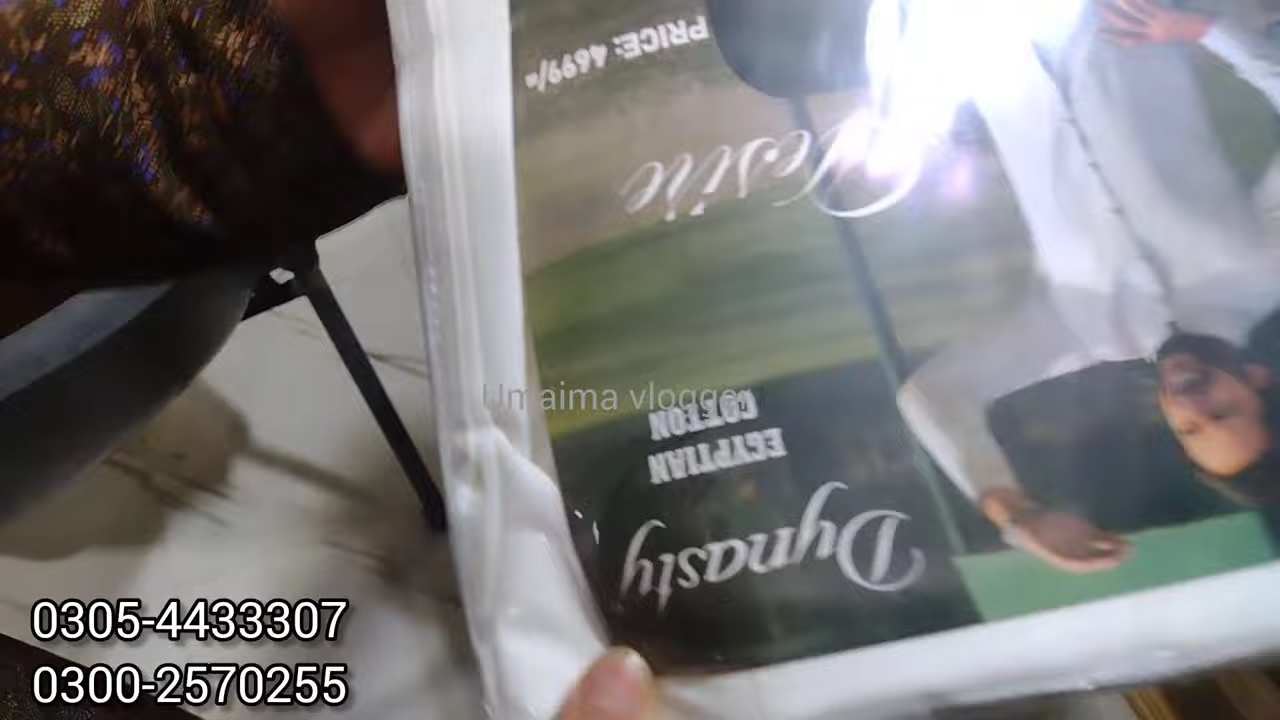 Dynasty
EGYPTIAN
COTTON
PRICE: 4699/=
Umaima vlogger
0305-4433307
0300-2570255